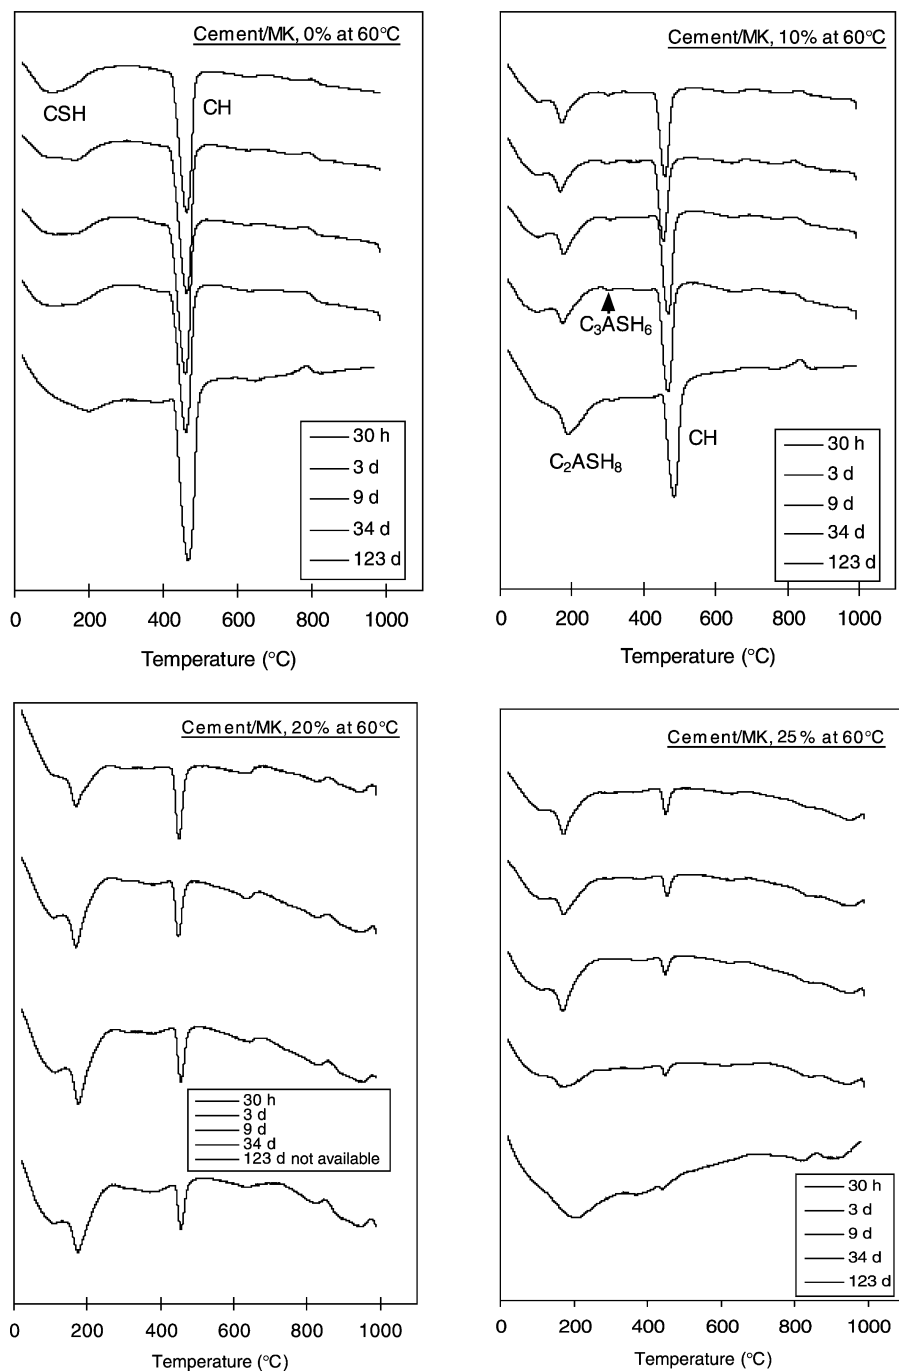 Cement/MK, 0% at 60°C
CSH
CH
30 h
3 d
9 d
34 d
123 d
0 200 400 600 800 1000
Temperature (°C)
Cement/MK, 10% at 60°C
C₃ASH₆
C₂ASH₈
CH
30 h
3 d
9 d
34 d
123 d
0 200 400 600 800 1000
Temperature (°C)
Cement/MK, 20% at 60°C
30 h
3 d
9 d
34 d
123 d not available
0 200 400 600 800 1000
Temperature (°C)
Cement/MK, 25% at 60°C
30 h
3 d
9 d
34 d
123 d
0 200 400 600 800 1000
Temperature (°C)